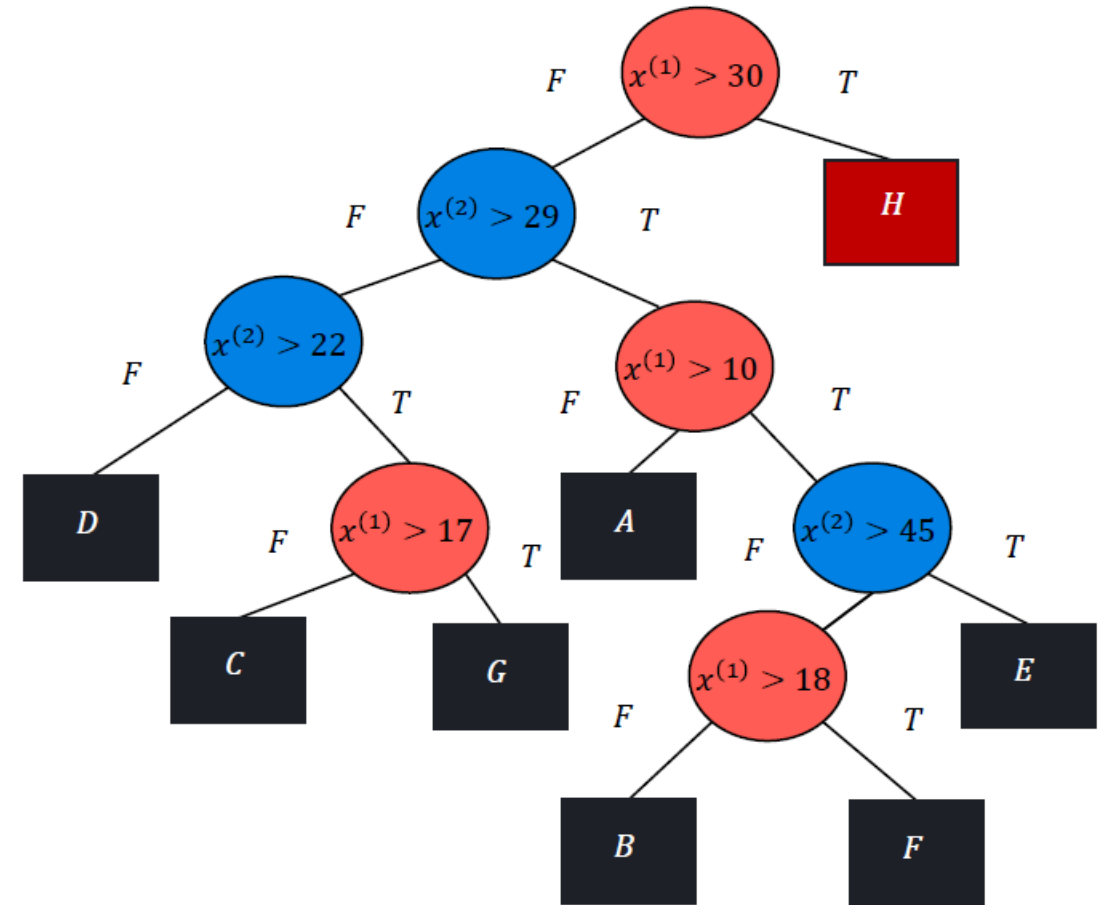 x⁽¹⁾ > 30
F
T
H
x⁽²⁾ > 29
F
T
x⁽²⁾ > 22
F
T
x⁽¹⁾ > 10
F
T
D
x⁽¹⁾ > 17
F
T
A
x⁽²⁾ > 45
F
T
C
G
x⁽¹⁾ > 18
F
T
E
B
F